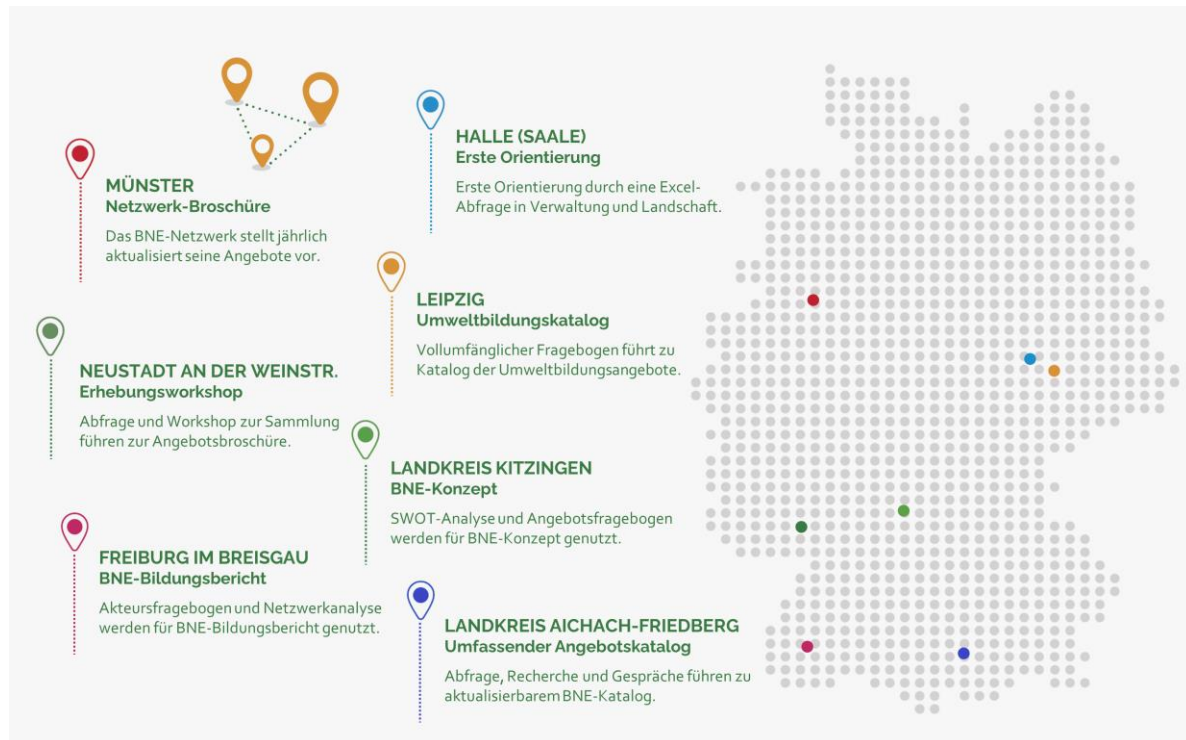 MÜNSTER
Netzwerk-Broschüre
Das BNE-Netzwerk stellt jährlich
aktualisiert seine Angebote vor.
HALLE (SAALE)
Erste Orientierung
Erste Orientierung durch eine Excel-
Abfrage in Verwaltung und Landschaft.
LEIPZIG
Umweltbildungskatalog
Vollumfänglicher Fragebogen führt zu
Katalog der Umweltbildungsangebote.
NEUSTADT AN DER WEINSTR.
Erhebungsworkshop
Abfrage und Workshop zur Sammlung
führen zur Angebotsbroschüre.
LANDKREIS KITZINGEN
BNE-Konzept
SWOT-Analyse und Angebotsfragebogen
werden für BNE-Konzept genutzt.
FREIBURG IM BREISGAU
BNE-Bildungsbericht
Akteursfragebogen und Netzwerkanalyse
werden für BNE-Bildungsbericht genutzt.
LANDKREIS AICHACH-FRIEDBERG
Umfassender Angebotskatalog
Abfrage, Recherche und Gespräche führen zu
aktualisierbarem BNE-Katalog.